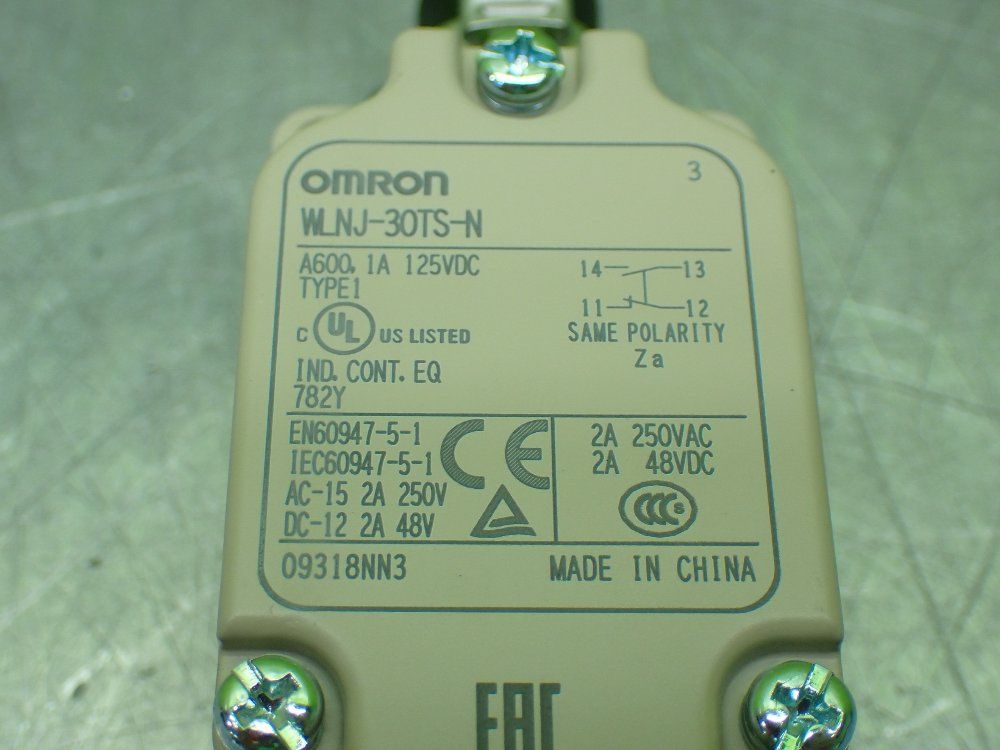 OMRON
3
WLNJ-30TS-N
A600, 1A 125VDC
TYPE1
C UL US LISTED
IND. CONT. EQ
782Y
14 13
11 12
SAME POLARITY
Za
EN60947-5-1
IEC60947-5-1
AC-15 2A 250V
DC-12 2A 48V
CE
2A 250VAC
2A 48VDC
CCC S
09318NN3
MADE IN CHINA
EAC